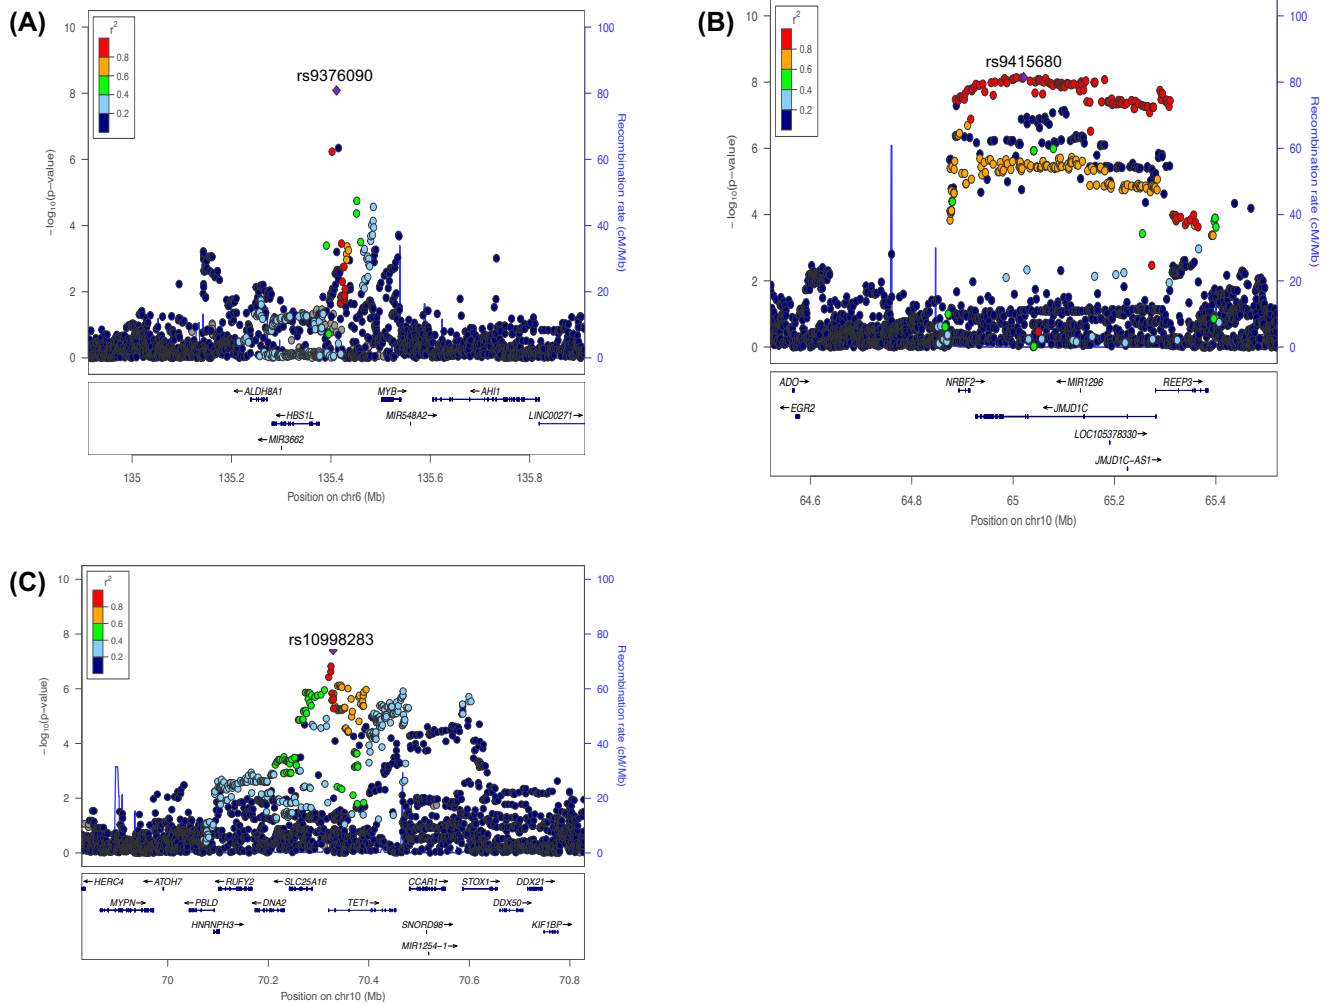 (A)
r2
0.8
0.6
0.4
0.2
rs9376090
10
8
6
4
2
0
−log10(p−value)
100
80
60
40
20
0
Recombination rate (cM/Mb)
←ALDH8A1
MYB→
AHI1→
←HBS1L
MIR548A2→
LINC00271→
←MIR3662
135
135.2
135.4
135.6
135.8
Position on chr6 (Mb)
(B)
r2
0.8
0.6
0.4
0.2
rs9415680
10
8
6
4
2
0
−log10(p−value)
100
80
60
40
20
0
Recombination rate (cM/Mb)
ADO→
NRBF2→
←MIR1296
REEP3→
←EGR2
←JMJD1C
LOC105378330→
JMJD1C−AS1→
64.6
64.8
65
65.2
65.4
Position on chr10 (Mb)
(C)
r2
0.8
0.6
0.4
0.2
rs10998283
10
8
6
4
2
0
−log10(p−value)
100
80
60
40
20
0
Recombination rate (cM/Mb)
←HERC4
←ATOH7
←RUFY2
←SLC25A16
CCAR1→
STOX1→
DDX21→
MYPN→
←PBLD
←DNA2
TET1→
DDX50→
HNRNPH3→
SNORD98→
KIF1BP→
MIR1254−1→
70
70.2
70.4
70.6
70.8
Position on chr10 (Mb)